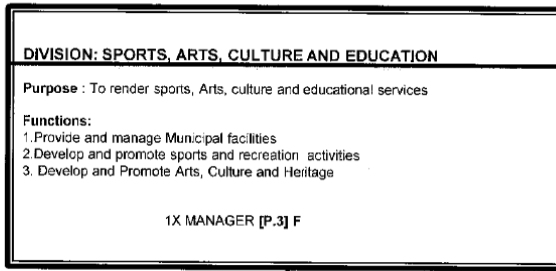 DIVISION: SPORTS, ARTS, CULTURE AND EDUCATION
Purpose : To render sports, Arts, culture and educational services
Functions:
1.Provide and manage Municipal facilities
2.Develop and promote sports and recreation activities
3. Develop and Promote Arts, Culture and Heritage
1X MANAGER [P.3] F